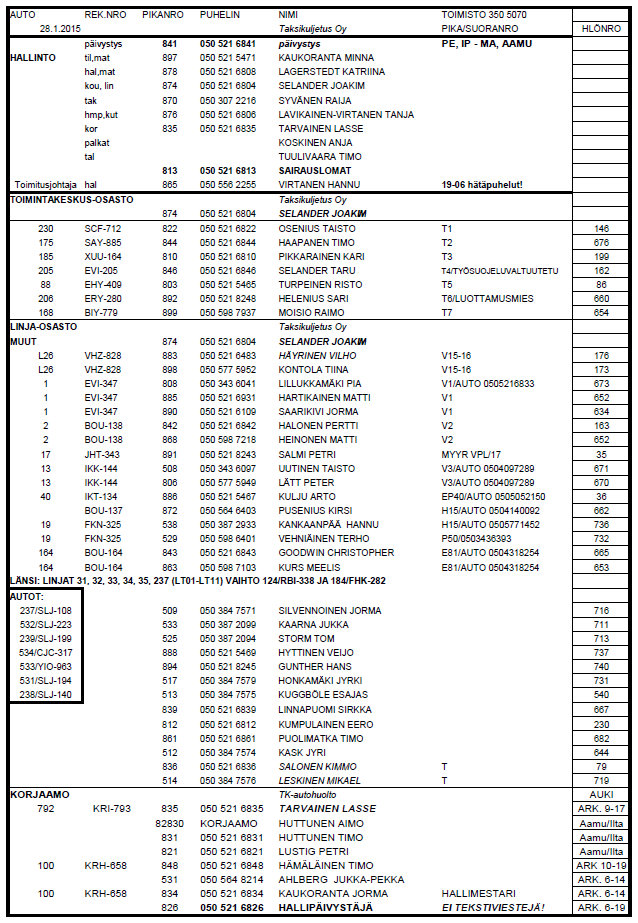 AUTO REK.NRO PIKANRO PUHELIN NIMI TOIMISTO 350 5070
28.1.2015 Taksikuljetus Oy PIKA/SUORANRO HLÖNRO
päivystys 841 050 521 6841 päivystys PE, IP - MA, AAMU
HALLINTO til,mat 897 050 521 5471 KAUKORANTA MINNA
hal,mat 878 050 521 6808 LAGERSTEDT KATRIINA
kou, lin 874 050 521 6804 SELANDER JOAKIM
tak 870 050 307 2216 SYVÄNEN RAIJA
hmp,kut 876 050 521 6806 LAVIKAINEN-VIRTANEN TANJA
kor 835 050 521 6835 TARVAINEN LASSE
palkat KOSKINEN ANJA
tal TUULIVAARA TIMO
813 050 521 6813 SAIRAUSLOMAT
Toimitusjohtaja hal 865 050 556 2255 VIRTANEN HANNU 19-06 hätäpuhelut!
TOIMINTAKESKUS-OSASTO Taksikuljetus Oy
874 050 521 6804 SELANDER JOAKIM
230 SCF-712 822 050 521 6822 OSENIUS TAISTO T1 146
175 SAY-885 844 050 521 6844 HAAPANEN TIMO T2 676
185 XUU-164 810 050 521 6810 PIKKARAINEN KARI T3 199
205 EVI-205 846 050 521 6846 SELANDER TARU T4/TYÖSUOJELUVALTUUTETU 162
88 EHY-409 803 050 521 5465 TURPEINEN RISTO T5 86
206 ERY-280 892 050 521 8248 HELENIUS SARI T6/LUOTTAMUSMIES 660
168 BIY-779 899 050 598 7937 MOISIO RAIMO T7 654
LINJA-OSASTO Taksikuljetus Oy
MUUT 874 050 521 6804 SELANDER JOAKIM
L26 VHZ-828 883 050 521 6483 HÄYRINEN VILHO V15-16 176
L26 VHZ-828 898 050 577 5952 KONTOLA TIINA V15-16 173
1 EVI-347 808 050 343 6041 LILLUKKAMÄKI PIA V1/AUTO 0505216833 673
1 EVI-347 885 050 521 6931 HARTIKAINEN MATTI V1 652
1 EVI-347 890 050 521 6109 SAARIKIVI JORMA V1 634
2 BOU-138 842 050 521 6842 HALONEN PERTTI V2 163
2 BOU-138 868 050 598 7218 HEINONEN MATTI V2 652
17 JHT-343 891 050 521 8243 SALMI PETRI MYYR VPL/17 35
13 IKK-144 508 050 343 6097 UUTINEN TAISTO V3/AUTO 0504097289 671
13 IKK-144 806 050 577 5949 LÄTT PETER V3/AUTO 0504097289 670
40 IKT-134 886 050 521 5467 KULJU ARTO EP40/AUTO 0505052150 36
BOU-137 872 050 564 6403 PUSENIUS KIRSI H15/AUTO 0504140092 662
19 FKN-325 538 050 387 2933 KANKAANPÄÄ HANNU H15/AUTO 0505771452 736
19 FKN-325 529 050 598 6401 VEHNIÄINEN TERHO P50/0503436393 732
164 BOU-164 843 050 521 6843 GOODWIN CHRISTOPHER E81/AUTO 0504318254 665
164 BOU-164 863 050 598 7103 KURS MEELIS E81/AUTO 0504318254 653
LÄNSI: LINJAT 31, 32, 33, 34, 35, 237 (LT01-LT11) VAIHTO 124/RBI-338 JA 184/FHK-282
AUTOT:
237/SLJ-108 509 050 384 7571 SILVENNOINEN JORMA 716
532/SLJ-223 533 050 387 2099 KAARNA JUKKA 711
239/SLJ-199 525 050 387 2094 STORM TOM 713
534/CJC-317 888 050 521 5469 HYTTINEN VEIJO 737
533/YIO-963 894 050 521 8245 GUNTHER HANS 740
531/SLJ-194 517 050 384 7579 HONKAMÄKI JYRKI 731
238/SLJ-140 513 050 384 7575 KUGGBÖLE ESAJAS 540
839 050 521 6839 LINNAPUOMI SIRKKA 667
812 050 521 6812 KUMPULAINEN EERO 230
861 050 521 6861 PUOLIMATKA TIMO 682
512 050 384 7574 KASK JYRI 644
836 050 521 6836 SALONEN KIMMO T 79
514 050 384 7576 LESKINEN MIKAEL T 719
KORJAAMO TK-autohuolto AUKI
792 KRI-793 835 050 521 6835 TARVAINEN LASSE ARK. 9-17
82830 KORJAAMO HUTTUNEN AIMO Aamu/Ilta
831 050 521 6831 HUTTUNEN TIMO Aamu/Ilta
821 050 521 6821 LUSTIG PETRI Aamu/Ilta
100 KRH-658 848 050 521 6848 HÄMÄLÄINEN TIMO ARK 10-19
531 050 564 8214 AHLBERG JUKKA-PEKKA ARK. 6-14
100 KRH-658 834 050 521 6834 KAUKORANTA JORMA HALLIMESTARI ARK. 6-14
826 050 521 6826 HALLIPÄIVYSTÄJÄ EI TEKSTIVIESTEJÄ! ARK. 6-19